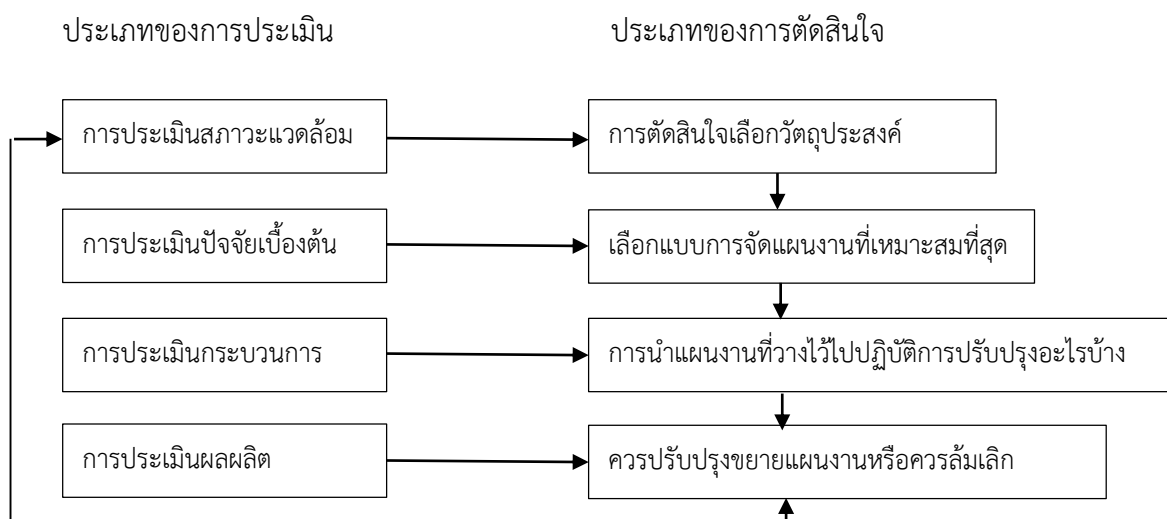 ประเภทของการประเมิน ประเภทของการตัดสินใจ
การประเมินสภาวะแวดล้อม การตัดสินใจเลือกวัตถุประสงค์
การประเมินปัจจัยเบื้องต้น เลือกแบบการจัดแผนงานที่เหมาะสมที่สุด
การประเมินกระบวนการ การนำแผนงานที่วางไว้ไปปฏิบัติการปรับปรุงอะไรบ้าง
การประเมินผลผลิต ควรปรับปรุงขยายแผนงานหรือควรล้มเลิก